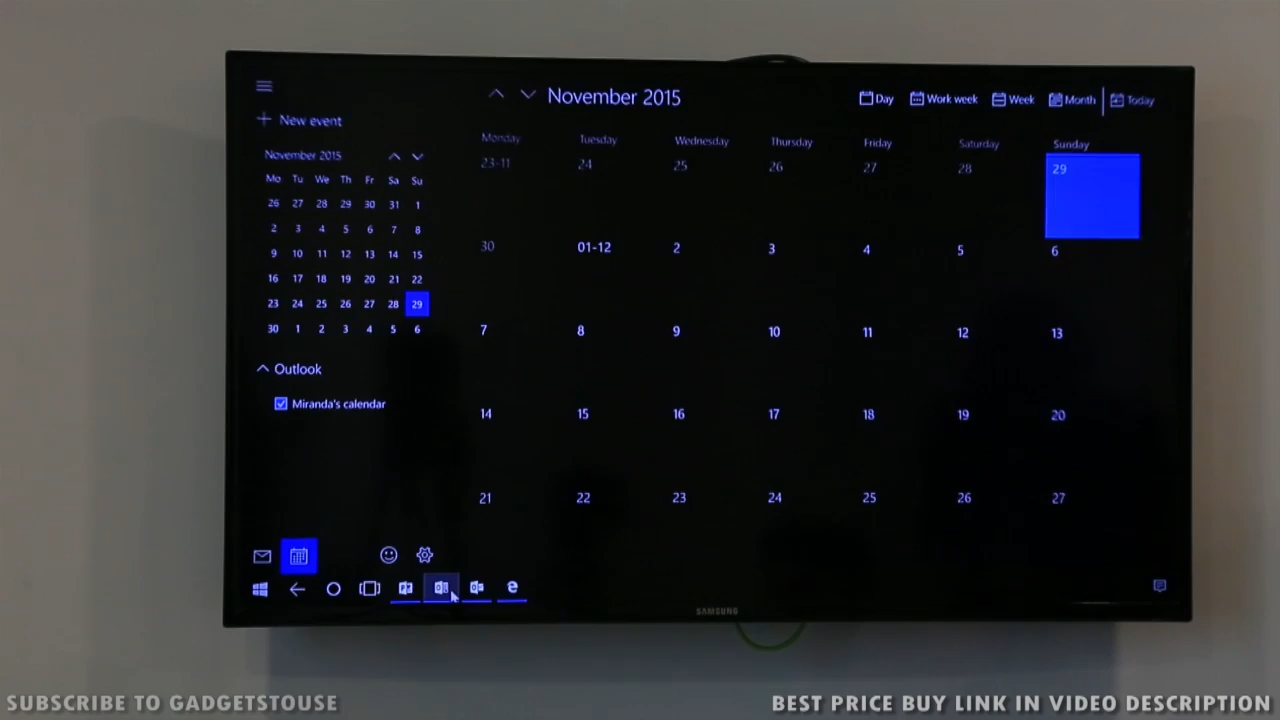 November 2015
Day Work week Week Month Today
New event
November 2015
Mo Tu We Th Fr Sa Su
26 27 28 29 30 31 1
2 3 4 5 6 7 8
9 10 11 12 13 14 15
16 17 18 19 20 21 22
23 24 25 26 27 28 29
30 1 2 3 4 5 6
Outlook
Miranda's calendar
Monday Tuesday Wednesday Thursday Friday Saturday Sunday
23-11 24 25 26 27 28 29
30 01-12 2 3 4 5 6
7 8 9 10 11 12 13
14 15 16 17 18 19 20
21 22 23 24 25 26 27
SAMSUNG
SUBSCRIBE TO GADGETSTOUSE
BEST PRICE BUY LINK IN VIDEO DESCRIPTION